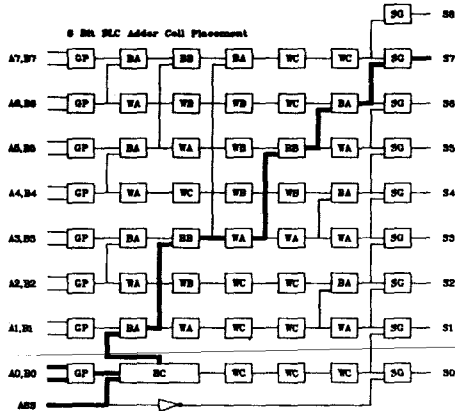 8 Bit BLC Adder Cell Placement
SG S8
A7,B7 GP BA BB BA WC WC SG S7
A6,B6 GP WA WB WB WC BA SG S6
A5,B5 GP BA WA WB BB WA SG S5
A4,B4 GP WA WC WB WB BA SG S4
A3,B3 GP BA BB WA WA WA SG S3
A2,B2 GP WA WB WC WC BA SG S2
A1,B1 GP BA WA WC WC WA SG S1
A0,B0 GP BC WC WC WC SG S0
ASS